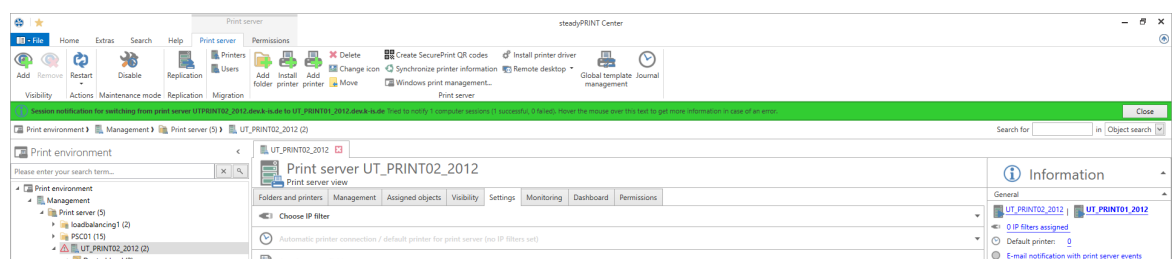 Print server
steadyPRINT Center
File Home Extras Search Help Print server Permissions
Add Remove Restart Disable Replication Printers Users
Add folder Install printer Add printer Delete Change icon Move
Create SecurePrint QR codes Synchronize printer information Windows print management...
Install printer driver Remote desktop Global template management Journal
Visibility Actions Maintenance mode Replication Migration Print server
Session notification for switching from print server UTPRINT02_2012.dev.k-is.de to UT_PRINT01_2012.dev.k-is.de Tried to notify 1 computer sessions (1 successful, 0 failed). Hover the mouse over this text to get more information in case of an error. Close
Print environment Management Print server (5) UT_PRINT02_2012 (2) Search for in Object search
Print environment
Please enter your search term...
Print environment
Management
Print server (5)
loadbalancing1 (2)
PSC01 (15)
UT_PRINT02_2012 (2)
UT_PRINT02_2012
Print server UT_PRINT02_2012
Print server view
Folders and printers Management Assigned objects Visibility Settings Monitoring Dashboard Permissions
Choose IP filter
Automatic printer connection / default printer for print server (no IP filters set)
Information
General
UT_PRINT02_2012 | UT_PRINT01_2012
0 IP filters assigned
Default printer: 0
E-mail notification with print server events